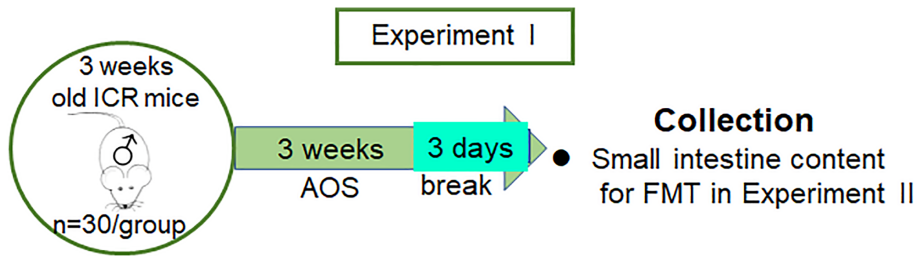 Experiment I
3 weeks
old ICR mice
♂
n=30/group
3 weeks
AOS
3 days
break
Collection
● Small intestine content
for FMT in Experiment II